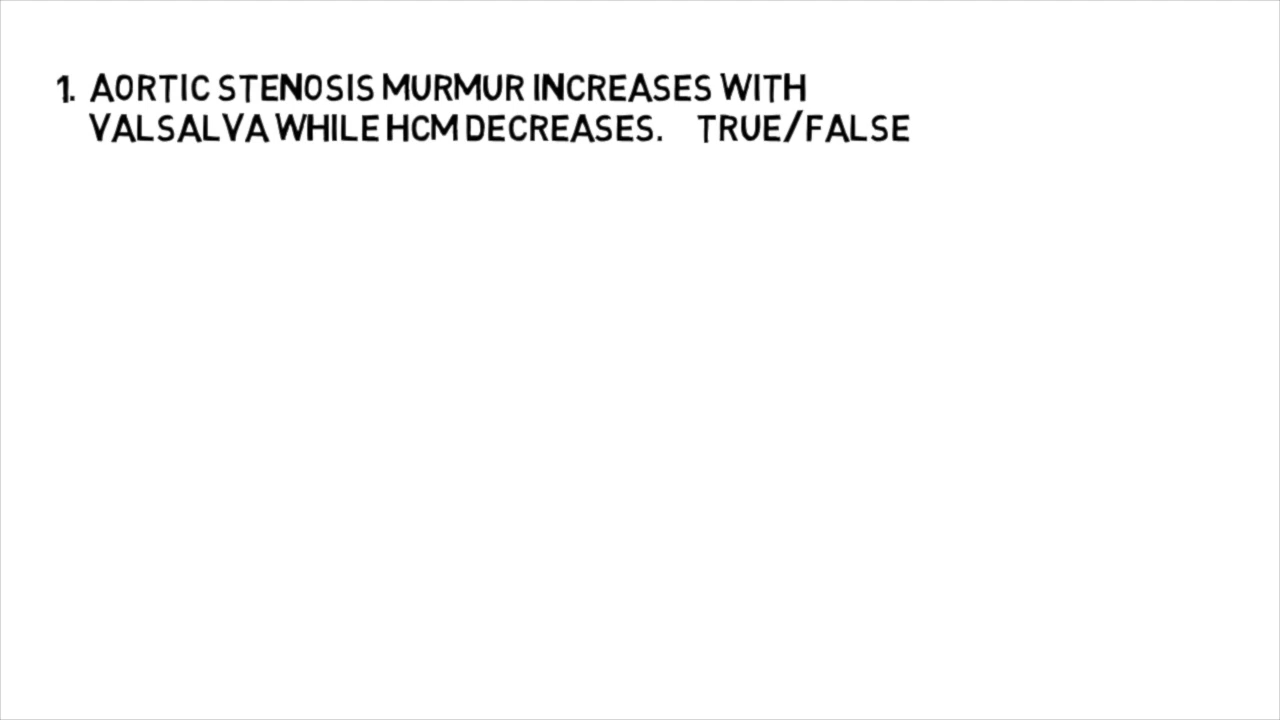 1. AORTIC STENOSIS MURMUR INCREASES WITH
VALSALVA WHILE HCM DECREASES. TRUE/FALSE